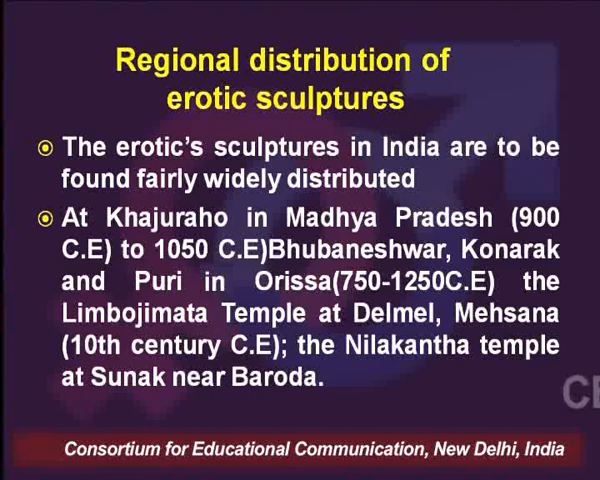 Regional distribution of
erotic sculptures
The erotic's sculptures in India are to be
found fairly widely distributed
At Khajuraho in Madhya Pradesh (900
C.E) to 1050 C.E)Bhubaneshwar, Konarak
and Puri in Orissa(750-1250C.E) the
Limbojimata Temple at Delmel, Mehsana
(10th century C.E); the Nilakantha temple
at Sunak near Baroda.
CE
Consortium for Educational Communication, New Delhi, India